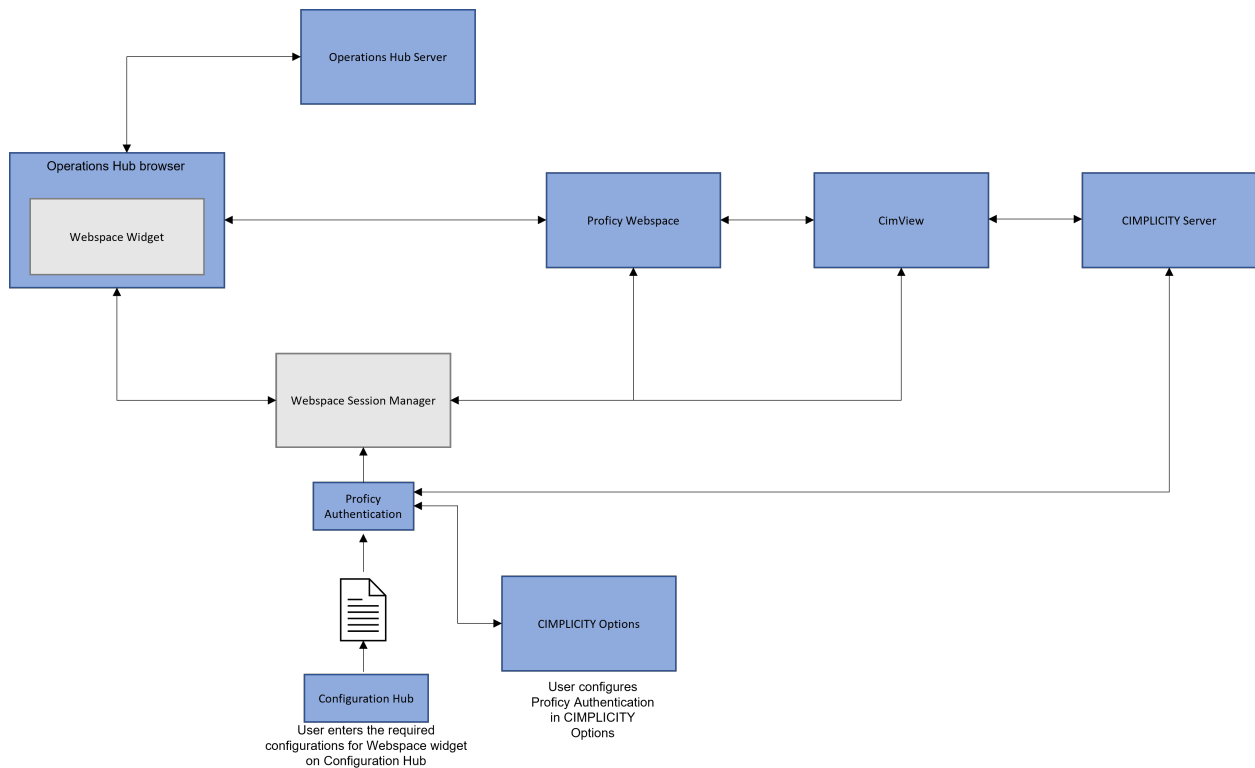 Operations Hub Server
Operations Hub browser
Webspace Widget
Proficy Webspace
CimView
CIMPLICITY Server
Webspace Session Manager
Proficy
Authentication
CIMPLICITY Options
User configures
Proficy Authentication
in CIMPLICITY
Options
Configuration Hub
User enters the required
configurations for Webspace widget
on Configuration Hub